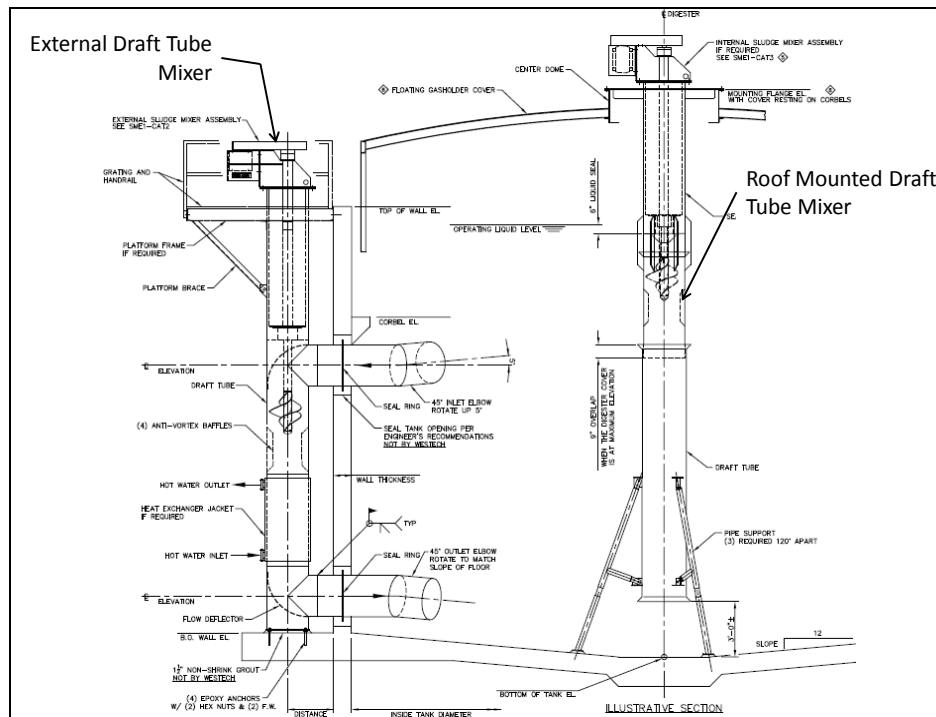 External Draft Tube
Mixer
EXTERNAL SLUDGE MIXER ASSEMBLY
SEE SME1-CAT2
GRATING AND
HANDRAIL
PLATFORM FRAME
IF REQUIRED
PLATFORM BRACE
℄
ELEVATION
DRAFT TUBE
(4) ANTI-VORTEX BAFFLES
HOT WATER OUTLET
HEAT EXCHANGER JACKET
IF REQUIRED
HOT WATER INLET
℄
ELEVATION
FLOW DEFLECTOR
B.O. WALL EL.
1½" NON-SHRINK GROUT
NOT BY WESTECH
(4) EPOXY ANCHORS
W/ (2) HEX NUTS & (2) F.W.
DISTANCE
INSIDE TANK DIAMETER
FLOATING GASHOLDER COVER
TOP OF WALL EL.
OPERATING LIQUID LEVEL
CORBEL EL.
5°
SEAL RING
45° INLET ELBOW
ROTATE UP 5°
SEAL TANK OPENING PER
ENGINEER'S RECOMMENDATIONS
NOT BY WESTECH
WALL THICKNESS
TYP
SEAL RING
45° OUTLET ELBOW
ROTATE TO MATCH
SLOPE OF FLOOR
℄ DIGESTER
INTERNAL SLUDGE MIXER ASSEMBLY
IF REQUIRED
SEE SME1-CAT3
CENTER DOME
MOUNTING FLANGE EL.
WITH COVER RESTING ON CORBELS
6" LIQUID SEAL
SE
Roof Mounted Draft
Tube Mixer
9" OVERLAP
WHEN THE DIGESTER COVER
IS AT MAXIMUM ELEVATION
DRAFT TUBE
PIPE SUPPORT
(3) REQUIRED 120° APART
3'-0"±
SLOPE
12
BOTTOM OF TANK EL.
ILLUSTRATIVE SECTION